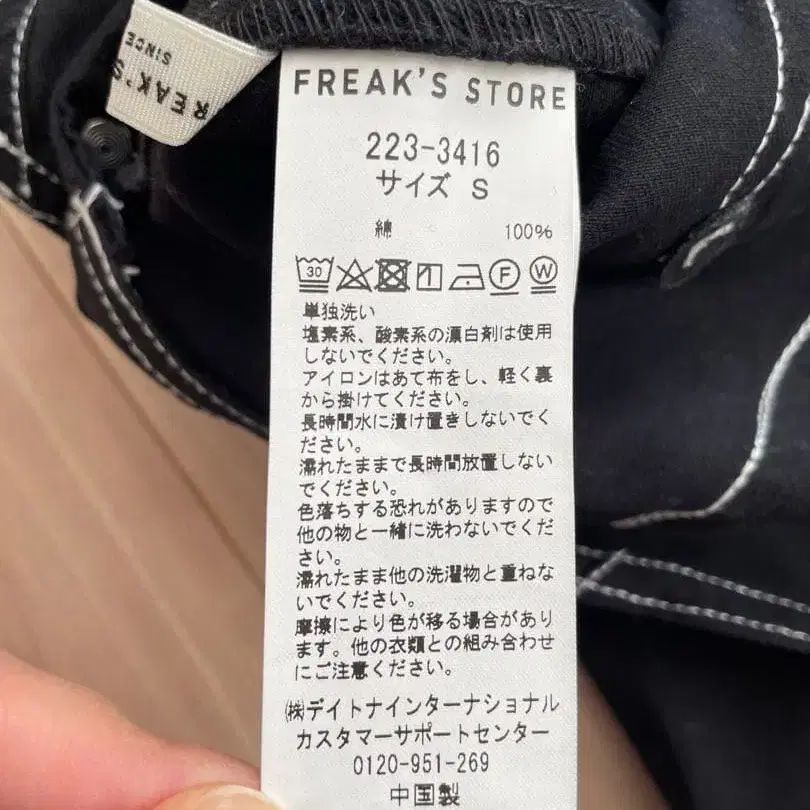 FREAK'S
SINCE
FREAK'S STORE
223-3416
サイズ S
綿 100%
30
F
W
単独洗い
塩素系、酸素系の漂白剤は使用
しないでください。
アイロンはあて布をし、軽く裏
から掛けてください。
長時間水に漬け置きしないでく
ださい。
濡れたままで長時間放置しない
でください。
色落ちする恐れがありますので
他の物と一緒に洗わないでくだ
さい。
濡れたまま他の洗濯物と重ねな
いでください。
摩擦により色が移る場合があり
ます。他の衣類との組み合わせ
にご注意ください。
㈱デイトナインターナショナル
カスタマーサポートセンター
0120-951-269
中国製